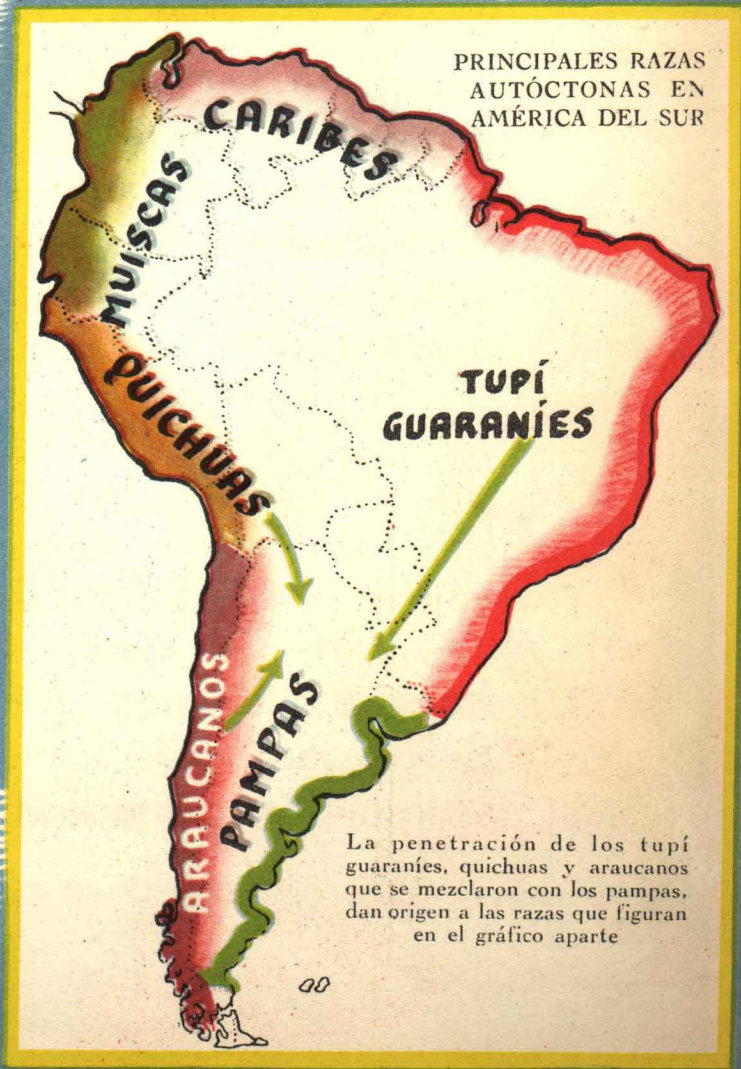 PRINCIPALES RAZAS
AUTÓCTONAS EN
AMÉRICA DEL SUR
CARIBES
MUISCAS
QUICHUAS
TUPÍ
GUARANÍES
ARAUCANOS
PAMPAS
La penetración de los tupí
guaraníes, quichuas y araucanos
que se mezclaron con los pampas,
dan origen a las razas que figuran
en el gráfico aparte